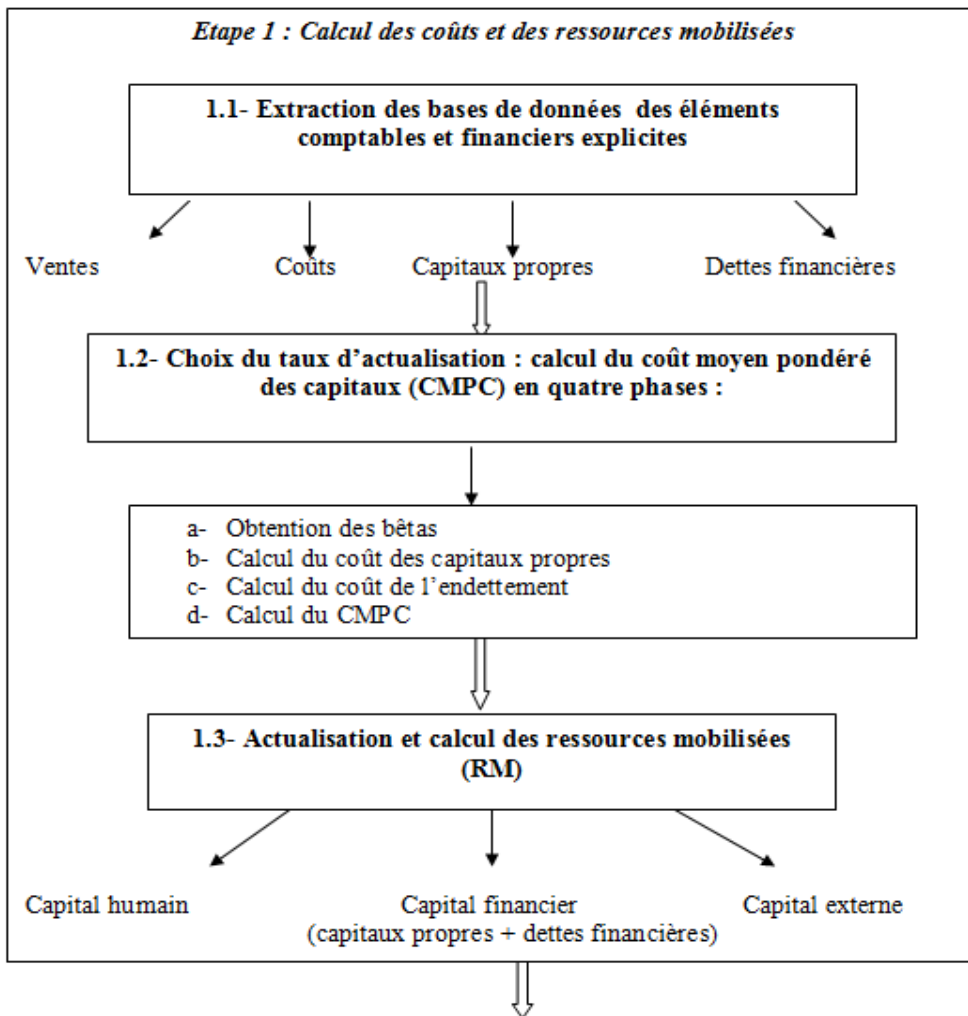 Etape 1 : Calcul des coûts et des ressources mobilisées
1.1- Extraction des bases de données des éléments
comptables et financiers explicites
Ventes Coûts Capitaux propres Dettes financières
1.2- Choix du taux d'actualisation : calcul du coût moyen pondéré
des capitaux (CMPC) en quatre phases :
a- Obtention des bêtas
b- Calcul du coût des capitaux propres
c- Calcul du coût de l'endettement
d- Calcul du CMPC
1.3- Actualisation et calcul des ressources mobilisées
(RM)
Capital humain Capital financier Capital externe
(capitaux propres + dettes financières)